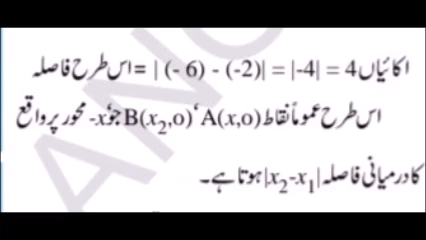 اس طرح فاصلہ = | (- 6) - (-2)| = |-4| = 4 اکائیاں
اس طرح عموماً نقاط A(x,o)‘ B(x₂,o) جو x- محور پر واقع
کا درمیانی فاصلہ |x₂-x₁| ہوتا ہے۔